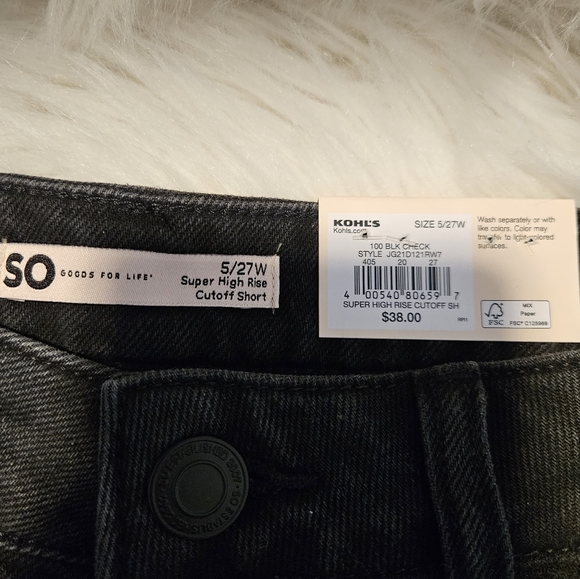 SO GOODS FOR LIFE®
5/27W
Super High Rise
Cutoff Short
KOHL'S SIZE 5/27W
Kohls.com
100 BLK CHECK
STYLE JG21D121RW7
405 20 27
4 00540 80659 7
SUPER HIGH RISE CUTOFF SH
$38.00
Wash separately or with
like colors. Color may
transfer to light-colored
surfaces.
FSC
MIX
Paper